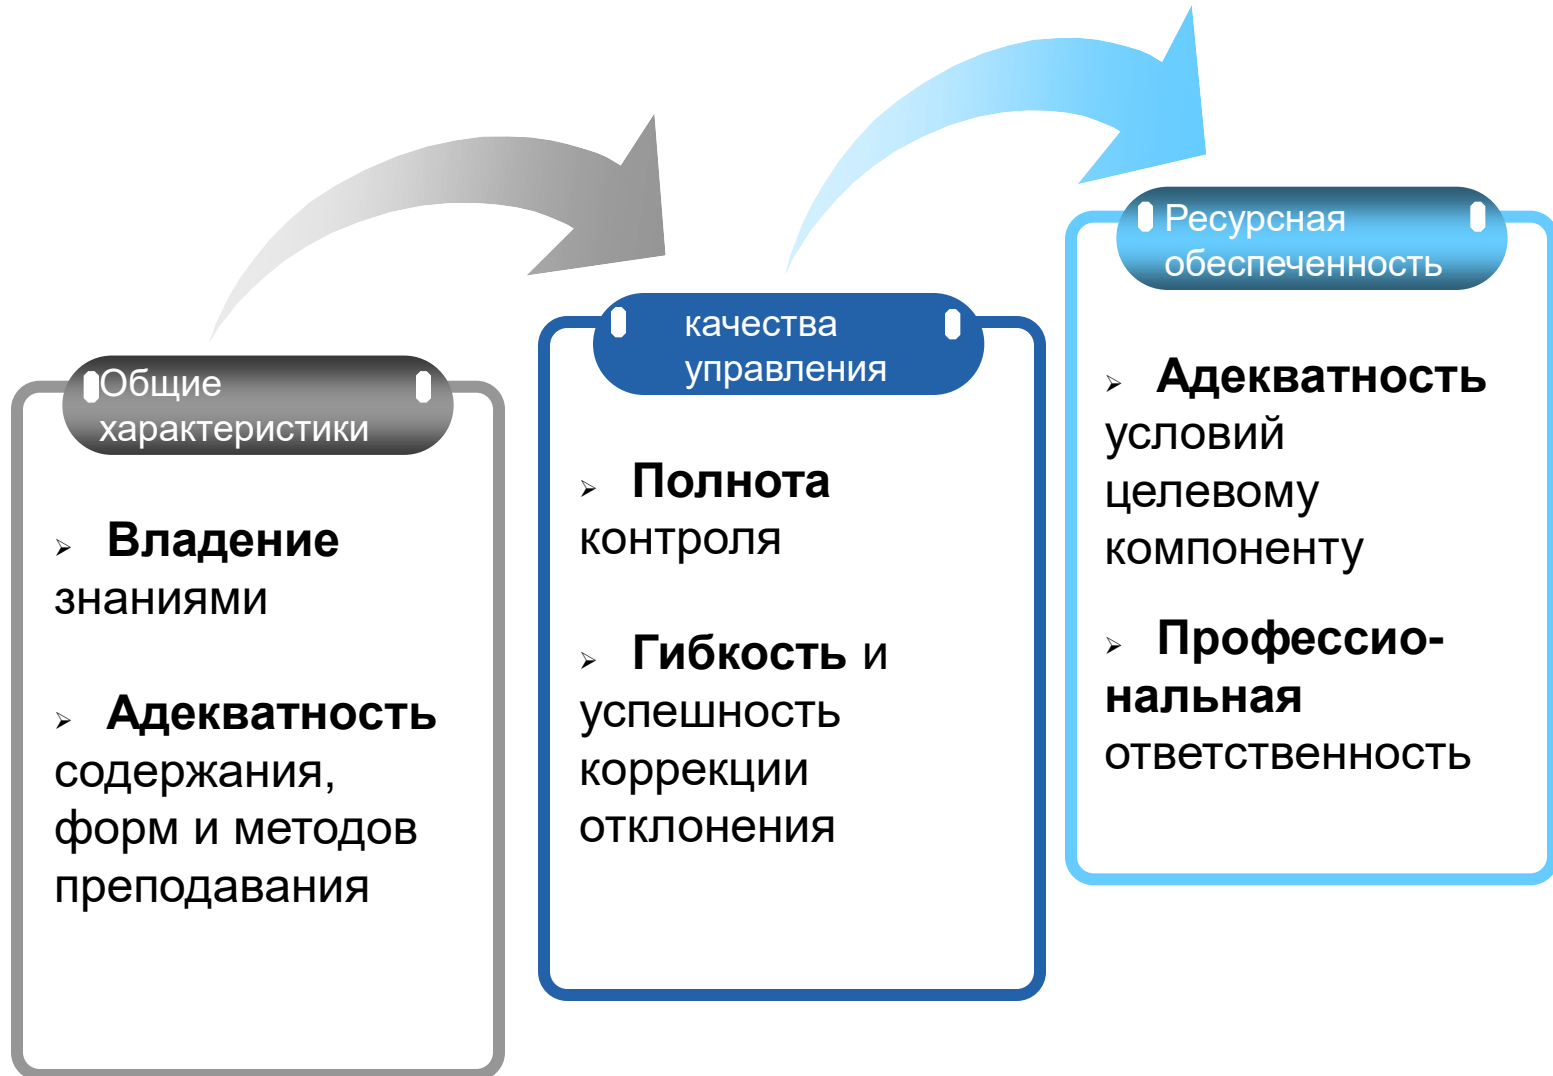 Общие
характеристики
➢ Владение
знаниями
➢ Адекватность
содержания,
форм и методов
преподавания
качества
управления
➢ Полнота
контроля
➢ Гибкость и
успешность
коррекции
отклонения
Ресурсная
обеспеченность
➢ Адекватность
условий
целевому
компоненту
➢ Профессио-
нальная
ответственность